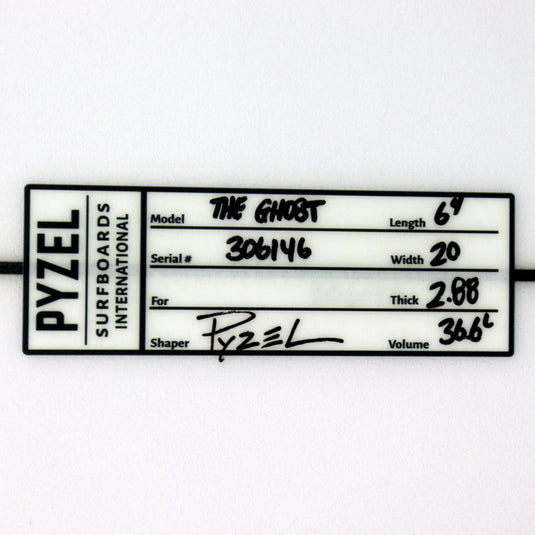 PYZEL
SURFBOARDS
INTERNATIONAL
Model THE GHOST Length 6'4
Serial # 306146 Width 20
For Thick 2.88
Shaper PYZEL Volume 36.6L